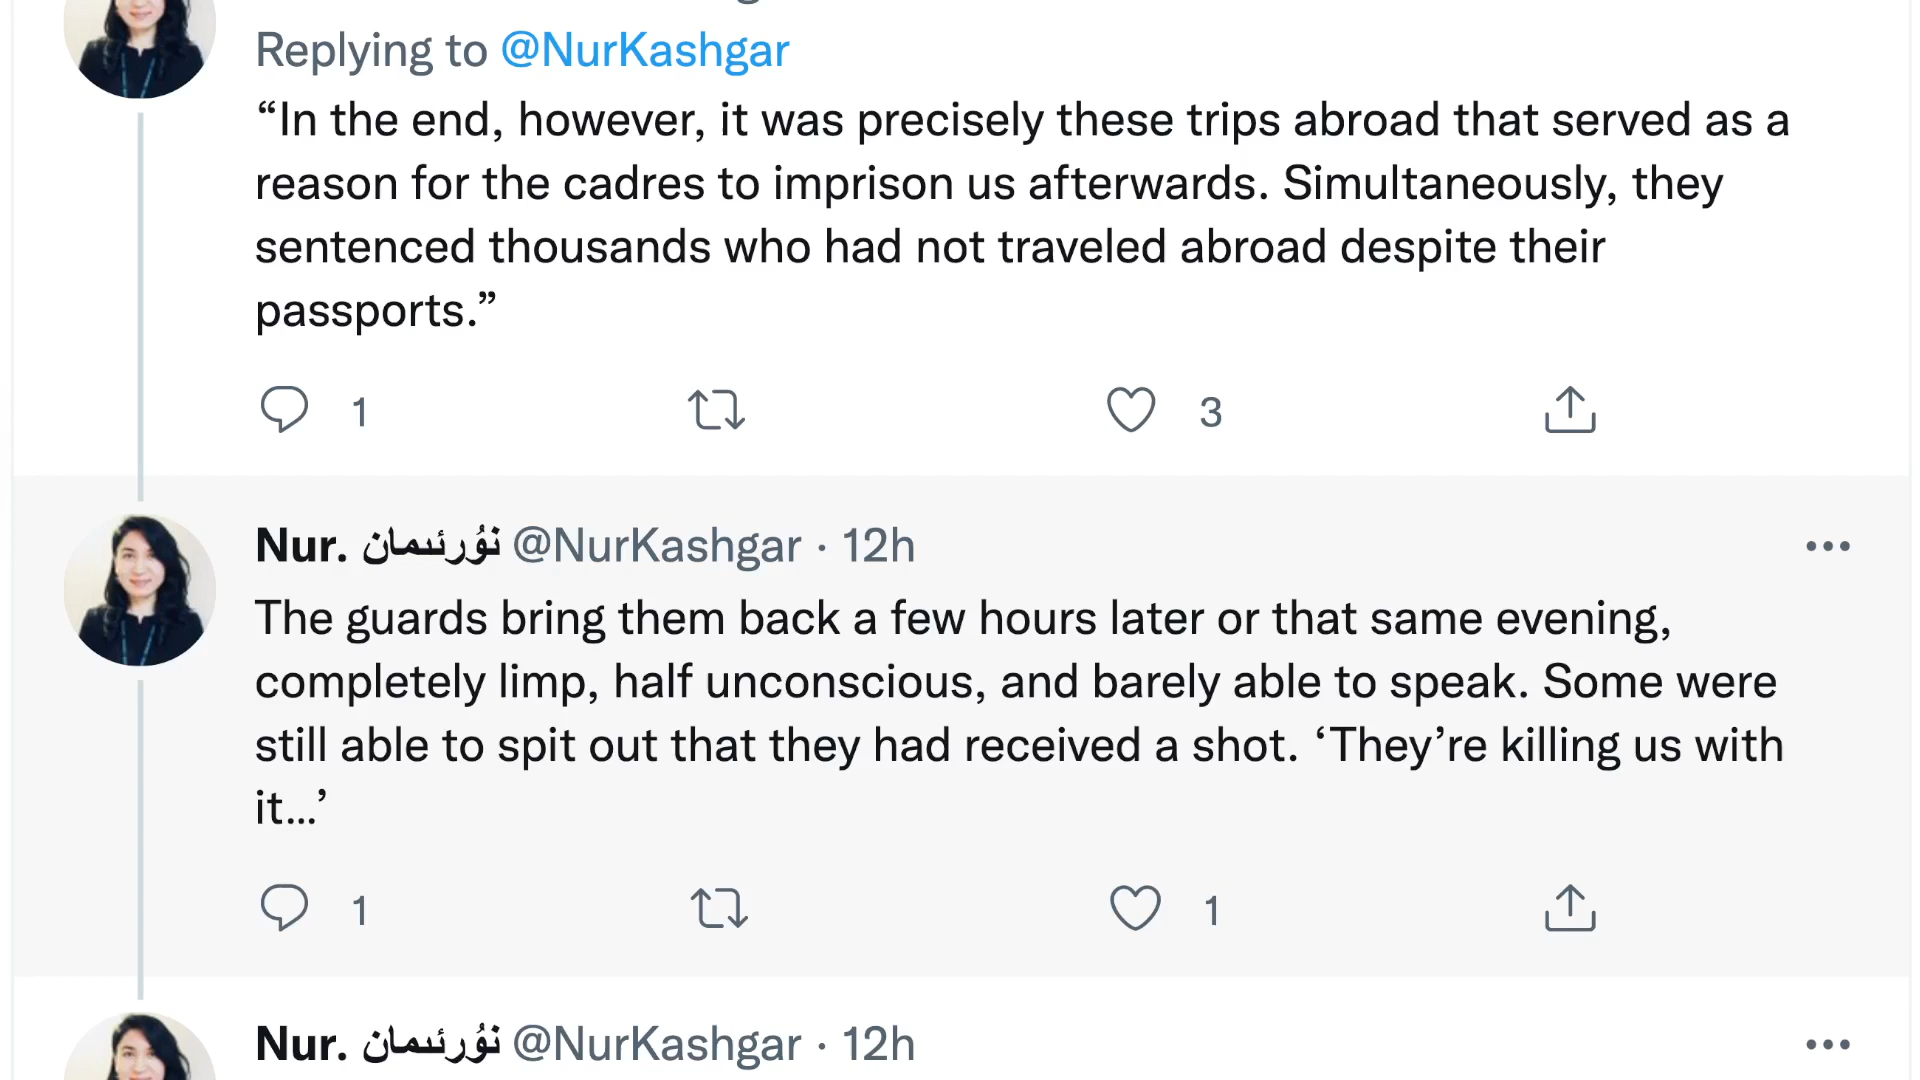 Replying to @NurKashgar
“In the end, however, it was precisely these trips abroad that served as a
reason for the cadres to imprison us afterwards. Simultaneously, they
sentenced thousands who had not traveled abroad despite their
passports.”
1 3
Nur. نۇرئىمان @NurKashgar · 12h
The guards bring them back a few hours later or that same evening,
completely limp, half unconscious, and barely able to speak. Some were
still able to spit out that they had received a shot. ‘They’re killing us with
it...’
1 1
Nur. نۇرئىمان @NurKashgar · 12h